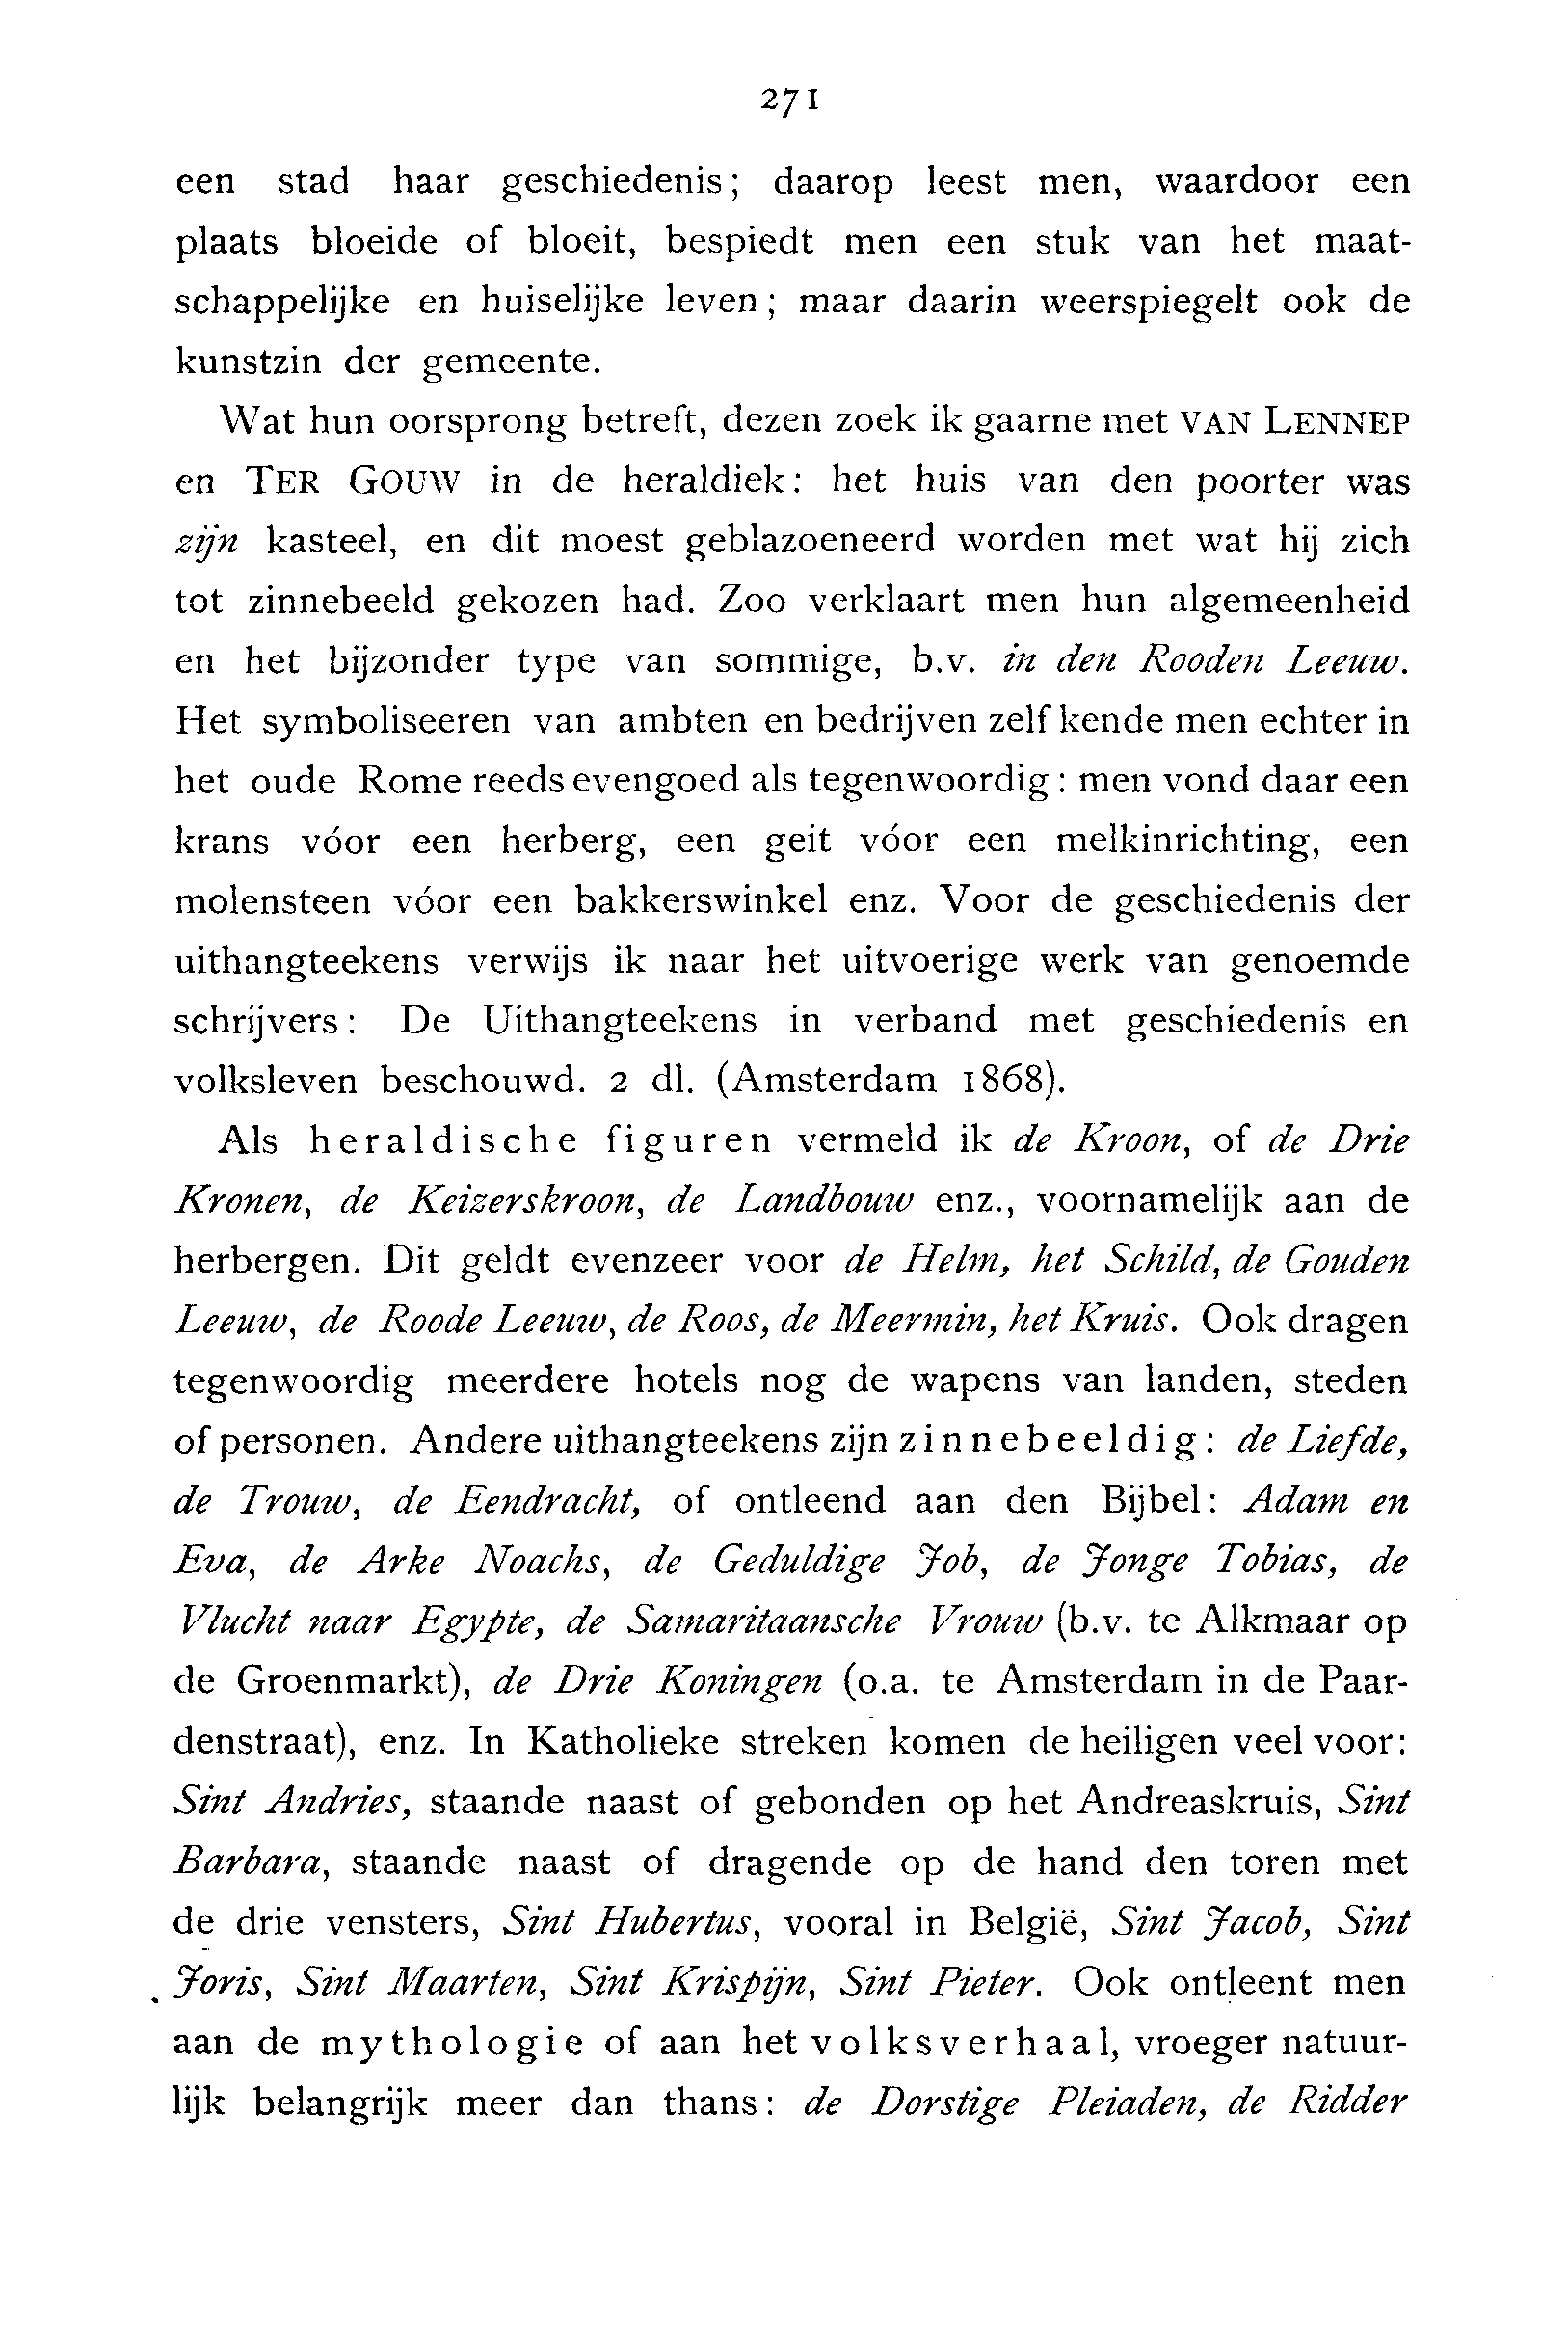 271
een stad haar geschiedenis; daarop leest men, waardoor een
plaats bloeide of bloeit, bespiedt men een stuk van het maat-
schappelijke en huiselijke leven; maar daarin weerspiegelt ook de
kunstzin der gemeente.
Wat hun oorsprong betreft, dezen zoek ik gaarne met VAN LENNEP
en TER GOUW in de heraldiek: het huis van den poorter was
zijn kasteel, en dit moest geblazoeneerd worden met wat hij zich
tot zinnebeeld gekozen had. Zoo verklaart men hun algemeenheid
en het bijzonder type van sommige, b.v. in den Rooden Leeuw.
Het symboliseeren van ambten en bedrijven zelf kende men echter in
het oude Rome reeds evengoed als tegenwoordig: men vond daar een
krans vóor een herberg, een geit vóor een melkinrichting, een
molensteen vóor een bakkerswinkel enz. Voor de geschiedenis der
uithangteekens verwijs ik naar het uitvoerige werk van genoemde
schrijvers: De Uithangteekens in verband met geschiedenis en
volksleven beschouwd. 2 dl. (Amsterdam 1868).
Als heraldische figuren vermeld ik de Kroon, of de Drie
Kronen, de Keizerskroon, de Landbouw enz., voornamelijk aan de
herbergen. Dit geldt evenzeer voor de Helm, het Schild, de Gouden
Leeuw, de Roode Leeuw, de Roos, de Meermin, het Kruis. Ook dragen
tegenwoordig meerdere hotels nog de wapens van landen, steden
of personen. Andere uithangteekens zijn zinnebeeldig: de Liefde,
de Trouw, de Eendracht, of ontleend aan den Bijbel: Adam en
Eva, de Arke Noachs, de Geduldige Job, de Jonge Tobias, de
Vlucht naar Egypte, de Samaritaansche Vrouw (b.v. te Alkmaar op
de Groenmarkt), de Drie Koningen (o.a. te Amsterdam in de Paar-
denstraat), enz. In Katholieke streken komen de heiligen veel voor:
Sint Andries, staande naast of gebonden op het Andreaskruis, Sint
Barbara, staande naast of dragende op de hand den toren met
de drie vensters, Sint Hubertus, vooral in België, Sint Jacob, Sint
Joris, Sint Maarten, Sint Krispijn, Sint Pieter. Ook ontleent men
aan de mythologie of aan het volksverhaal, vroeger natuur-
lijk belangrijk meer dan thans: de Dorstige Pleiaden, de Ridder